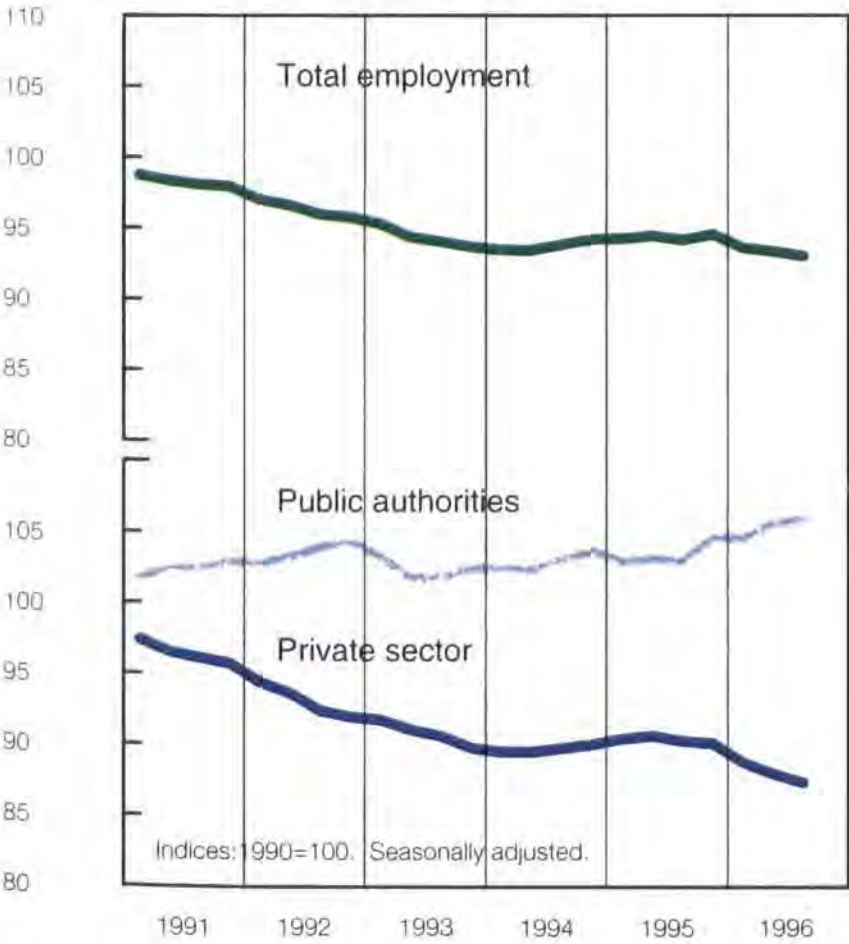 110
105
Total employment
100
95
90
85
80
Public authorities
105
100
Private sector
95
90
85
Indices:1990=100. Seasonally adjusted.
80
1991 1992 1993 1994 1995 1996